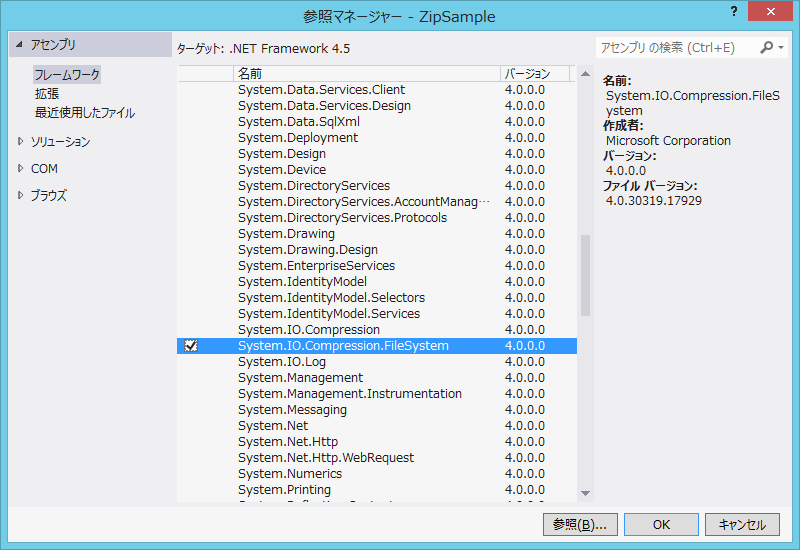 参照マネージャー - ZipSample
? ×
アセンブリ
フレームワーク
拡張
最近使用したファイル
ソリューション
COM
ブラウズ
ターゲット: .NET Framework 4.5
名前 バージョン
System.Data.Services.Client 4.0.0.0
System.Data.Services.Design 4.0.0.0
System.Data.SqlXml 4.0.0.0
System.Deployment 4.0.0.0
System.Design 4.0.0.0
System.Device 4.0.0.0
System.DirectoryServices 4.0.0.0
System.DirectoryServices.AccountManag… 4.0.0.0
System.DirectoryServices.Protocols 4.0.0.0
System.Drawing 4.0.0.0
System.Drawing.Design 4.0.0.0
System.EnterpriseServices 4.0.0.0
System.IdentityModel 4.0.0.0
System.IdentityModel.Selectors 4.0.0.0
System.IdentityModel.Services 4.0.0.0
System.IO.Compression 4.0.0.0
System.IO.Compression.FileSystem 4.0.0.0
System.IO.Log 4.0.0.0
System.Management 4.0.0.0
System.Management.Instrumentation 4.0.0.0
System.Messaging 4.0.0.0
System.Net 4.0.0.0
System.Net.Http 4.0.0.0
System.Net.Http.WebRequest 4.0.0.0
System.Numerics 4.0.0.0
System.Printing 4.0.0.0
アセンブリ の検索 (Ctrl+E)
名前:
System.IO.Compression.FileS
ystem
作成者:
Microsoft Corporation
バージョン:
4.0.0.0
ファイル バージョン:
4.0.30319.17929
参照(B)... OK キャンセル